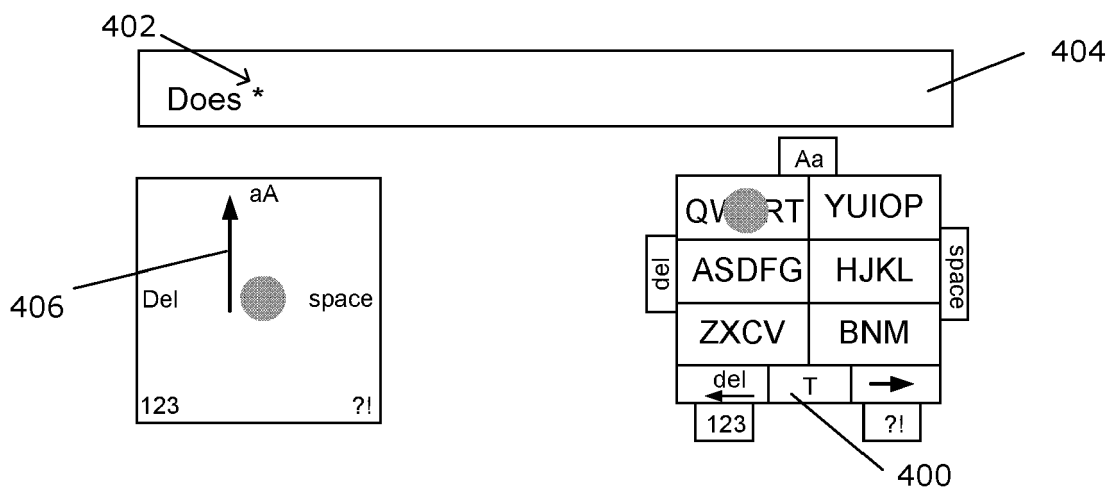 402
404
Does *
Aa
aA
QW RT YUIOP
del
ASDFG HJKL
space
406
Del space
ZXCV BNM
del T
123 ?!
123 ?!
400